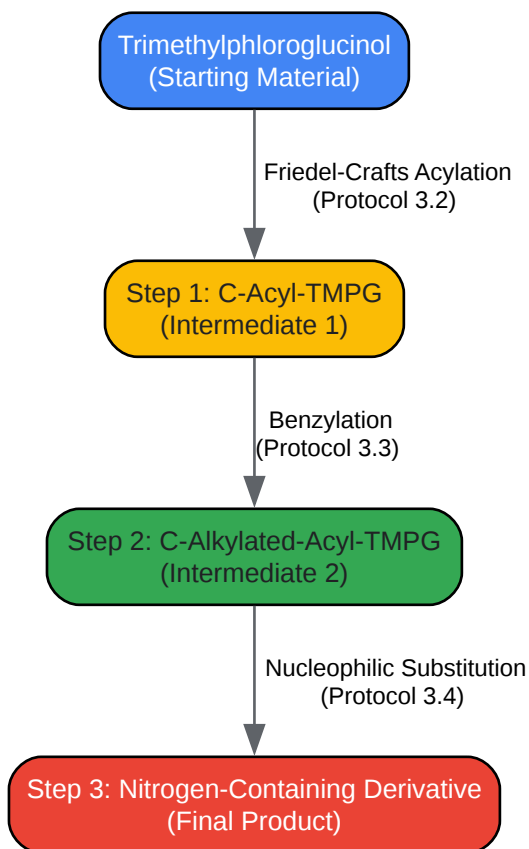 Trimethylphloroglucinol
(Starting Material)
Friedel-Crafts Acylation
(Protocol 3.2)
Step 1: C-Acyl-TMPG
(Intermediate 1)
Benzylation
(Protocol 3.3)
Step 2: C-Alkylated-Acyl-TMPG
(Intermediate 2)
Nucleophilic Substitution
(Protocol 3.4)
Step 3: Nitrogen-Containing Derivative
(Final Product)